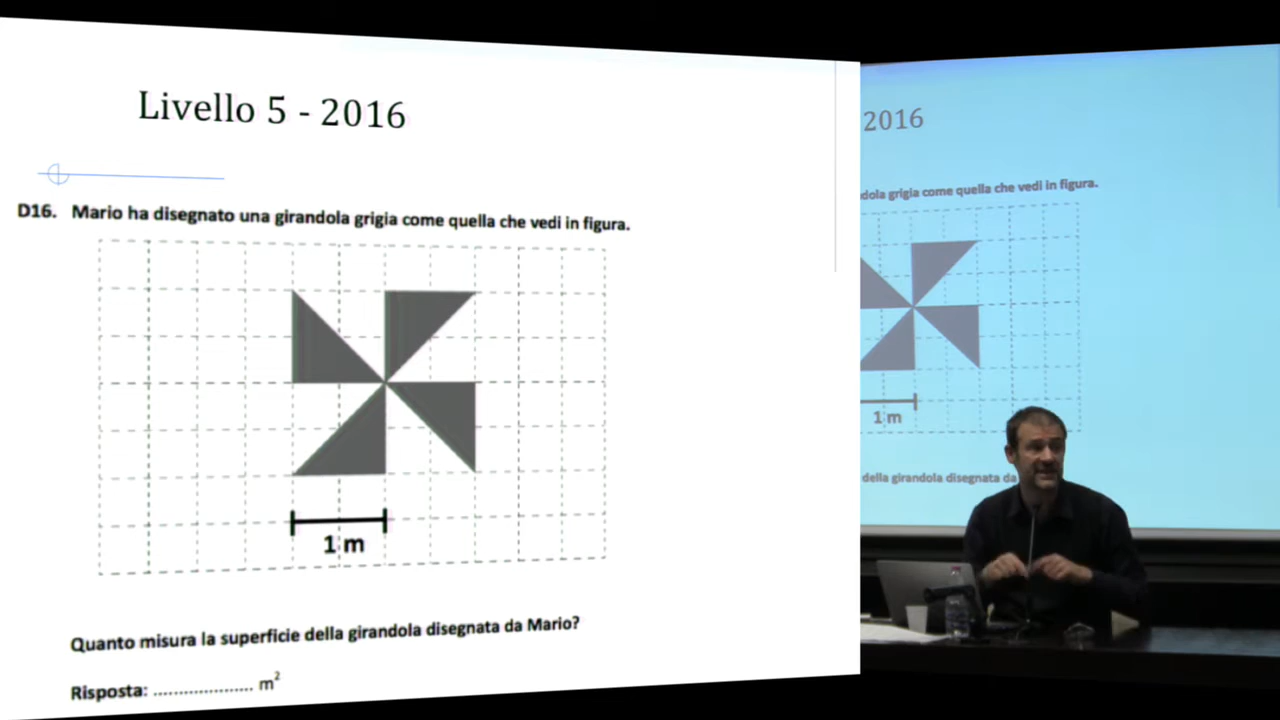 Livello 5 - 2016
D16. Mario ha disegnato una girandola grigia come quella che vedi in figura.
1 m
Quanto misura la superficie della girandola disegnata da Mario?
Risposta: .................... m²
2016
dola grigia come quella che vedi in figura.
1 m
della girandola disegnata da